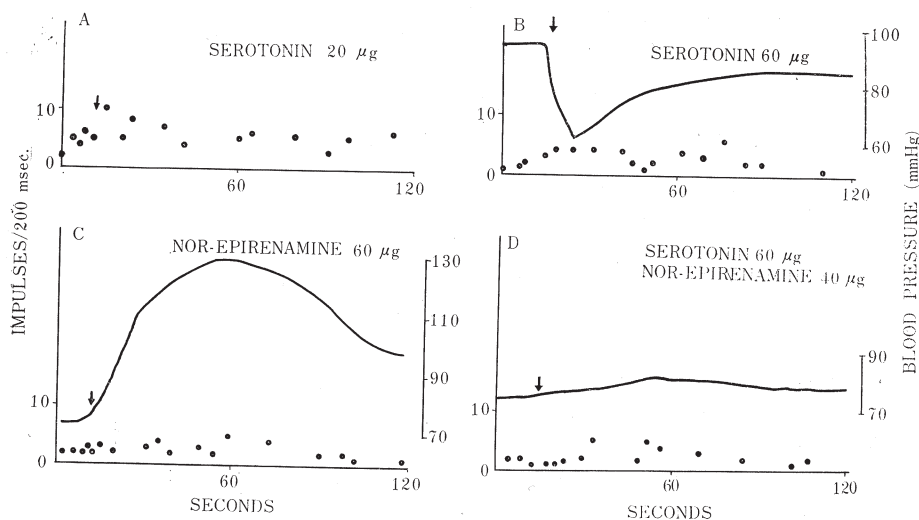 A
SEROTONIN 20 µg
10
0
60
120
B
SEROTONIN 60 µg
10
0
60
120
100
80
60
C
NOR-EPIRENAMINE 60 µg
10
0
60
120
SECONDS
130
110
90
70
D
SEROTONIN 60 µg
NOR-EPIRENAMINE 40 µg
10
0
60
120
SECONDS
90
70
IMPULSES/200 msec.
BLOOD PRESSURE (mmHg)